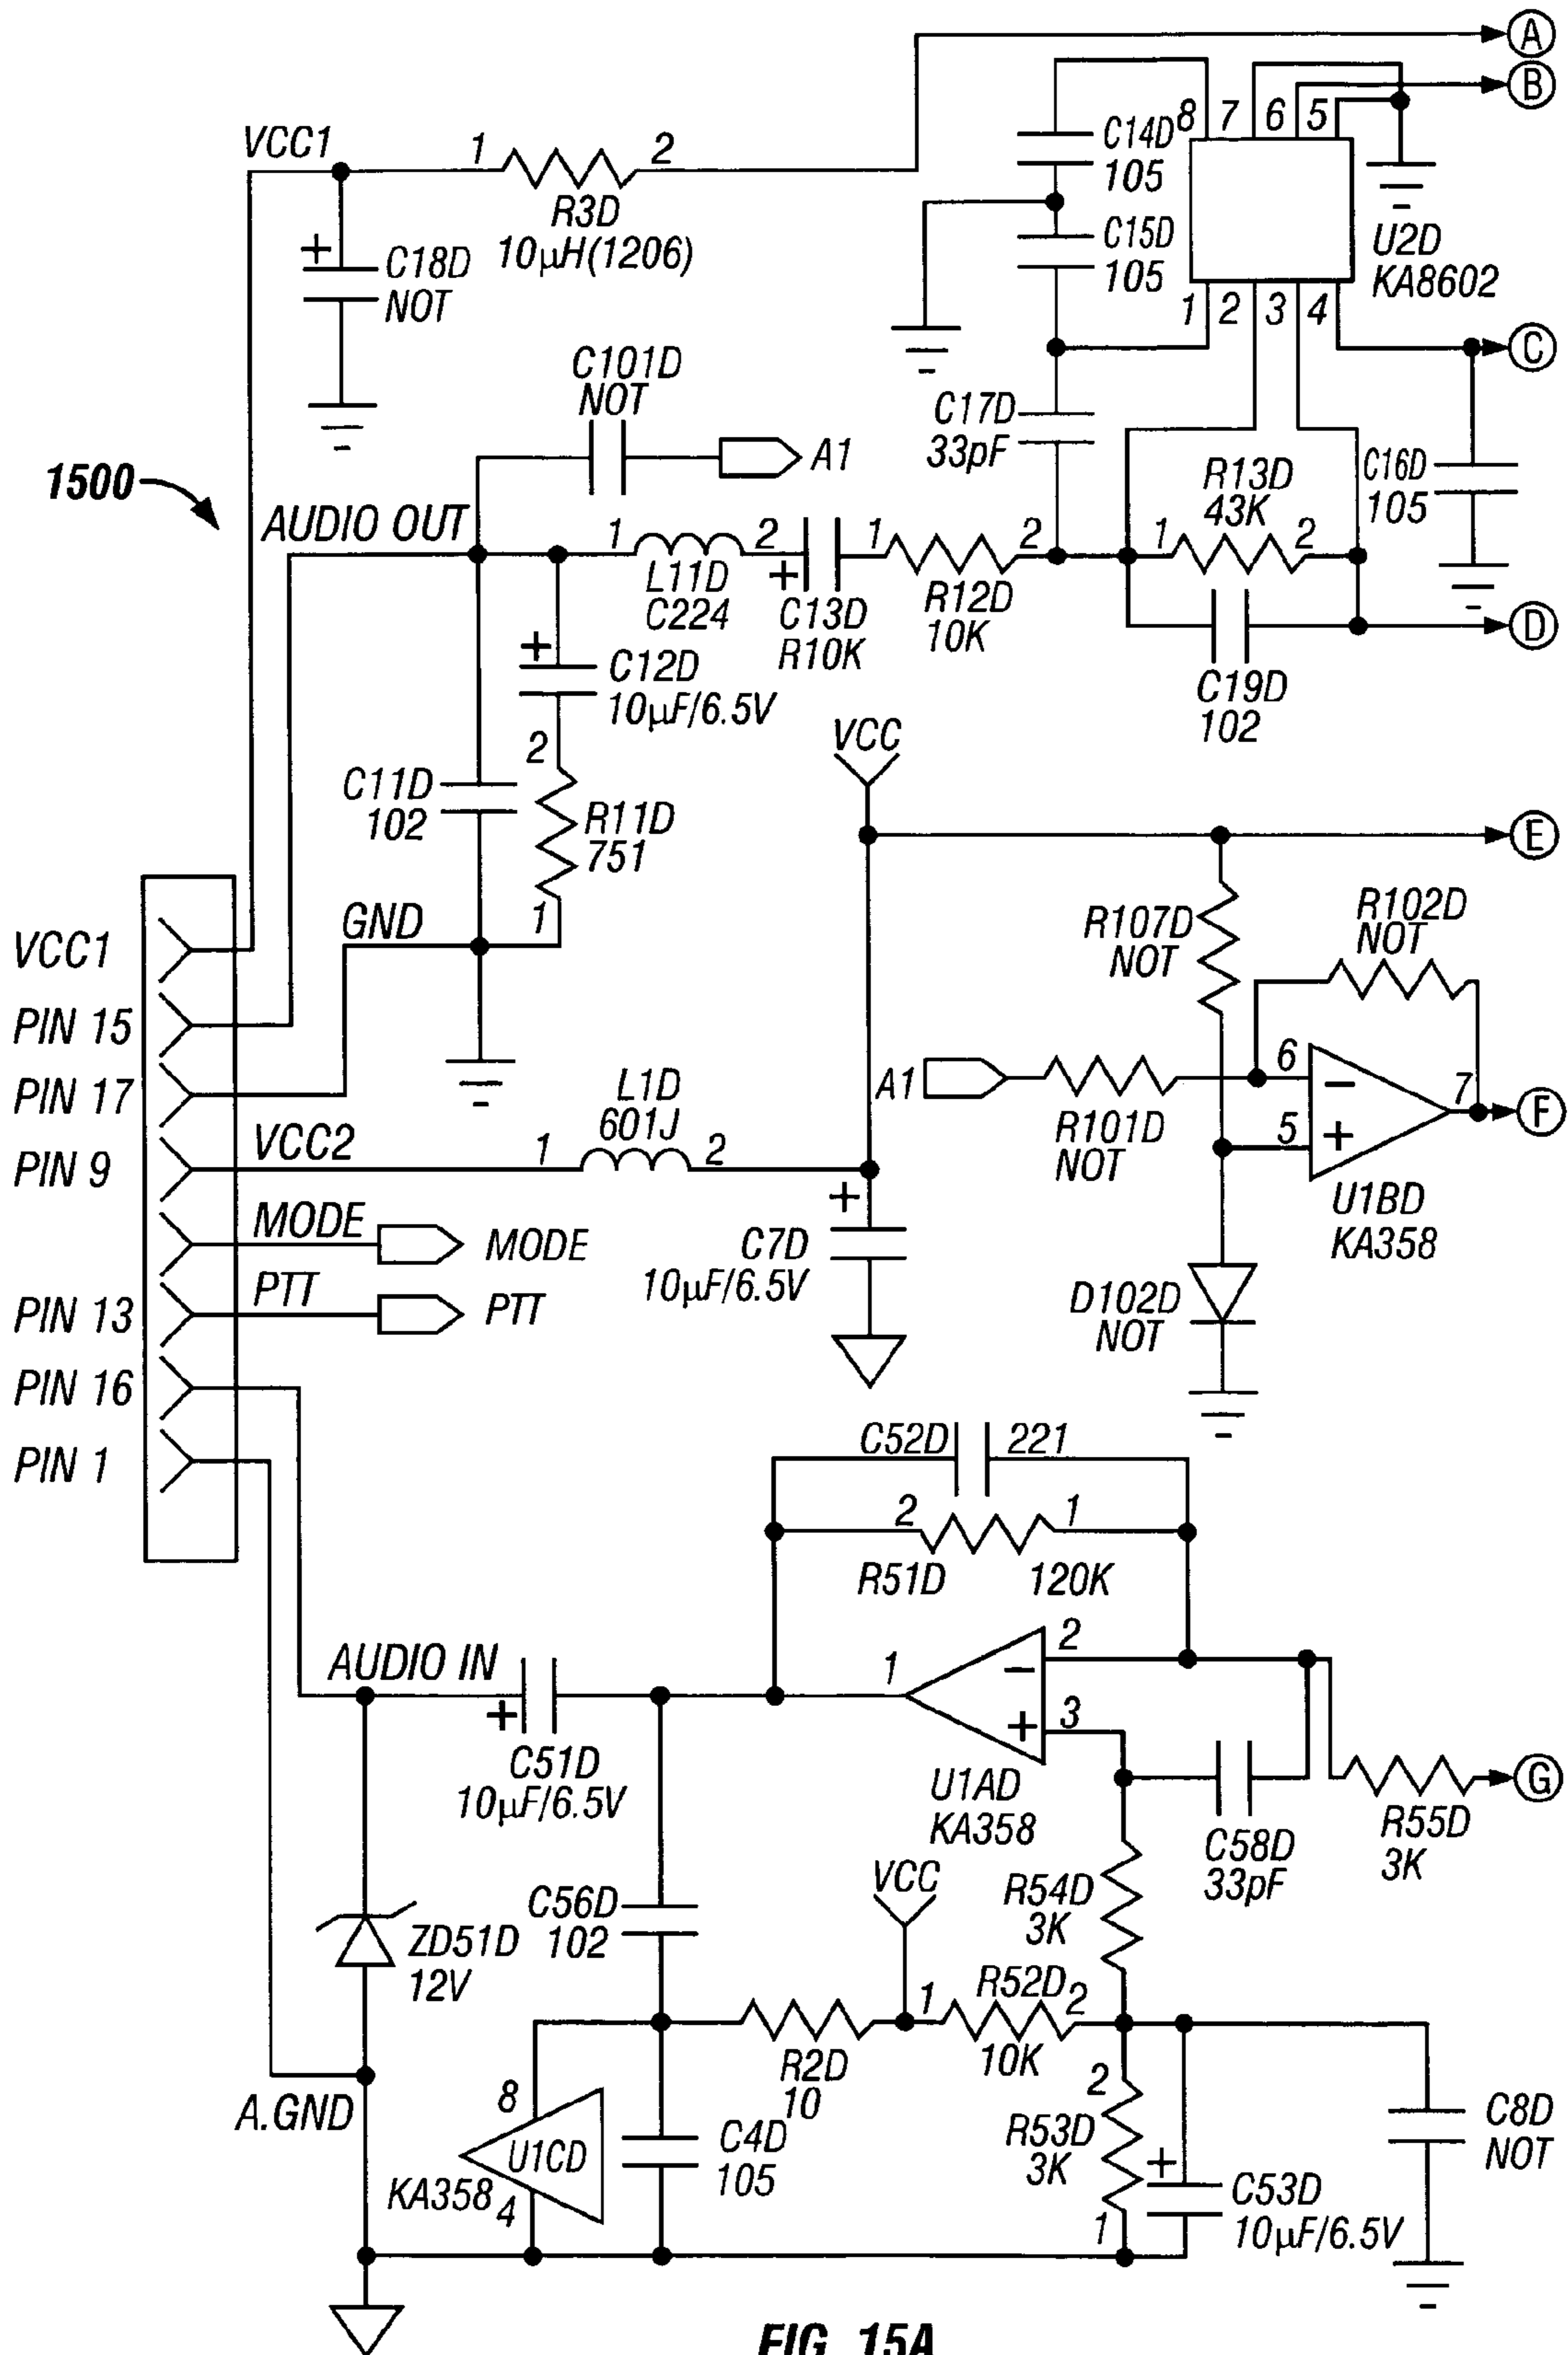 A
B
VCC1
1
2
R3D
10µH(1206)
+
C18D
NOT
C14D
105
8
7
6
5
C15D
105
U2D
KA8602
1
2
3
4
C
C101D
NOT
A1
C17D
33pF
R13D
43K
C16D
105
1500
AUDIO OUT
1
2
L11D
C224
+
C13D
R10K
1
2
R12D
10K
1
2
D
C19D
102
+
C12D
10µF/6.5V
2
C11D
102
R11D
751
1
GND
VCC
E
R107D
NOT
R102D
NOT
VCC1
PIN 15
PIN 17
PIN 9
PIN 13
PIN 16
PIN 1
VCC2
1
L1D
601J
2
A1
R101D
NOT
6
−
5
+
7
F
U1BD
KA358
MODE
MODE
PTT
PTT
+
C7D
10µF/6.5V
D102D
NOT
C52D
221
2
1
R51D
120K
AUDIO IN
+
C51D
10µF/6.5V
1
−
2
+
3
U1AD
KA358
C58D
33pF
R55D
3K
G
VCC
R54D
3K
C56D
102
ZD51D
12V
1
R52D
2
10K
R2D
10
A.GND
8
U1CD
KA358
4
C4D
105
2
R53D
3K
1
+
C53D
10µF/6.5V
C8D
NOT
FIG. 15A